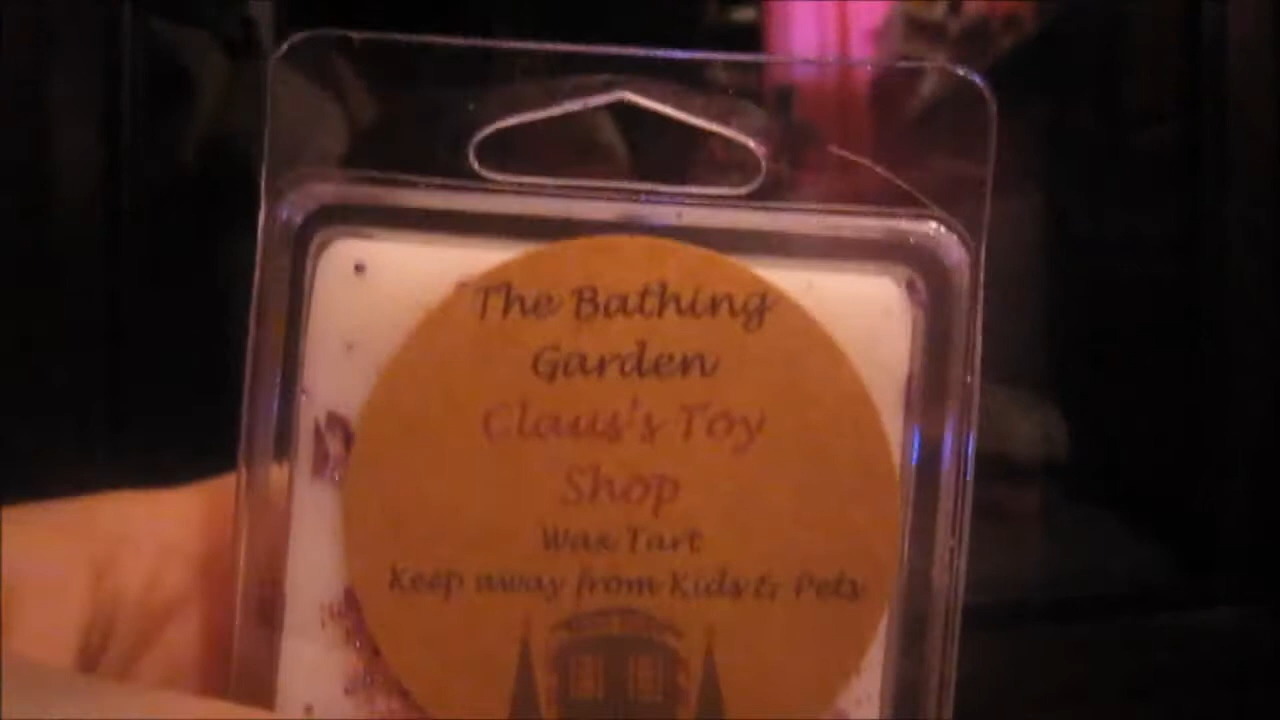 The Bathing
Garden
Claus's Toy
Shop
Wax Tart
Keep away from Kids & Pets